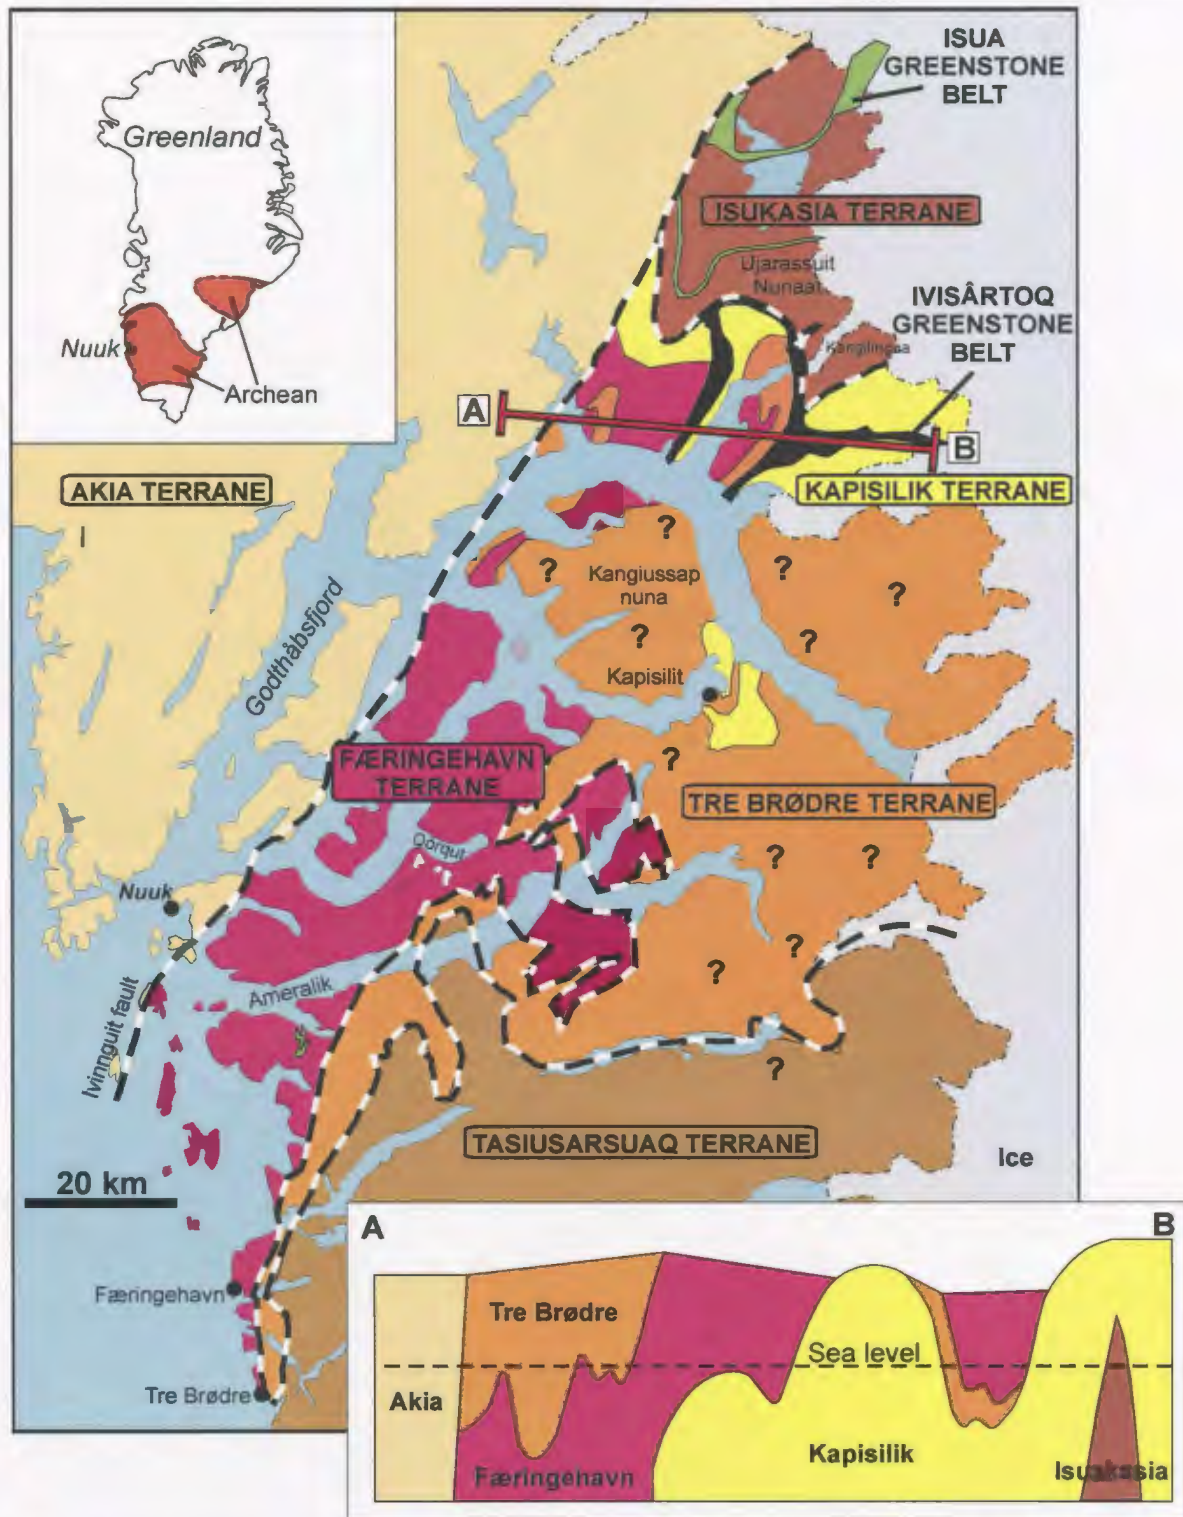 Greenland
Nuuk
Archean
ISUA
GREENSTONE
BELT
ISUKASIA TERRANE
Ujarassuit
Nunaat
IVISÂRTOQ
GREENSTONE
BELT
A
B
AKIA TERRANE
KAPISILIK TERRANE
?
?
?
?
Kangiussap
nuna
?
?
Godthåbsfjord
Kapisilit
FÆRINGEHAVN
TERRANE
?
TRE BRØDRE TERRANE
Qôrqut
?
?
Nuuk
?
?
Ameralik
Ivinnguit fault
?
TASIUSARSUAQ TERRANE
Ice
20 km
Færingehavn
Tre Brødre
A
B
Tre Brødre
Sea level
Akia
Kapisilik
Færingehavn
Isuakasia